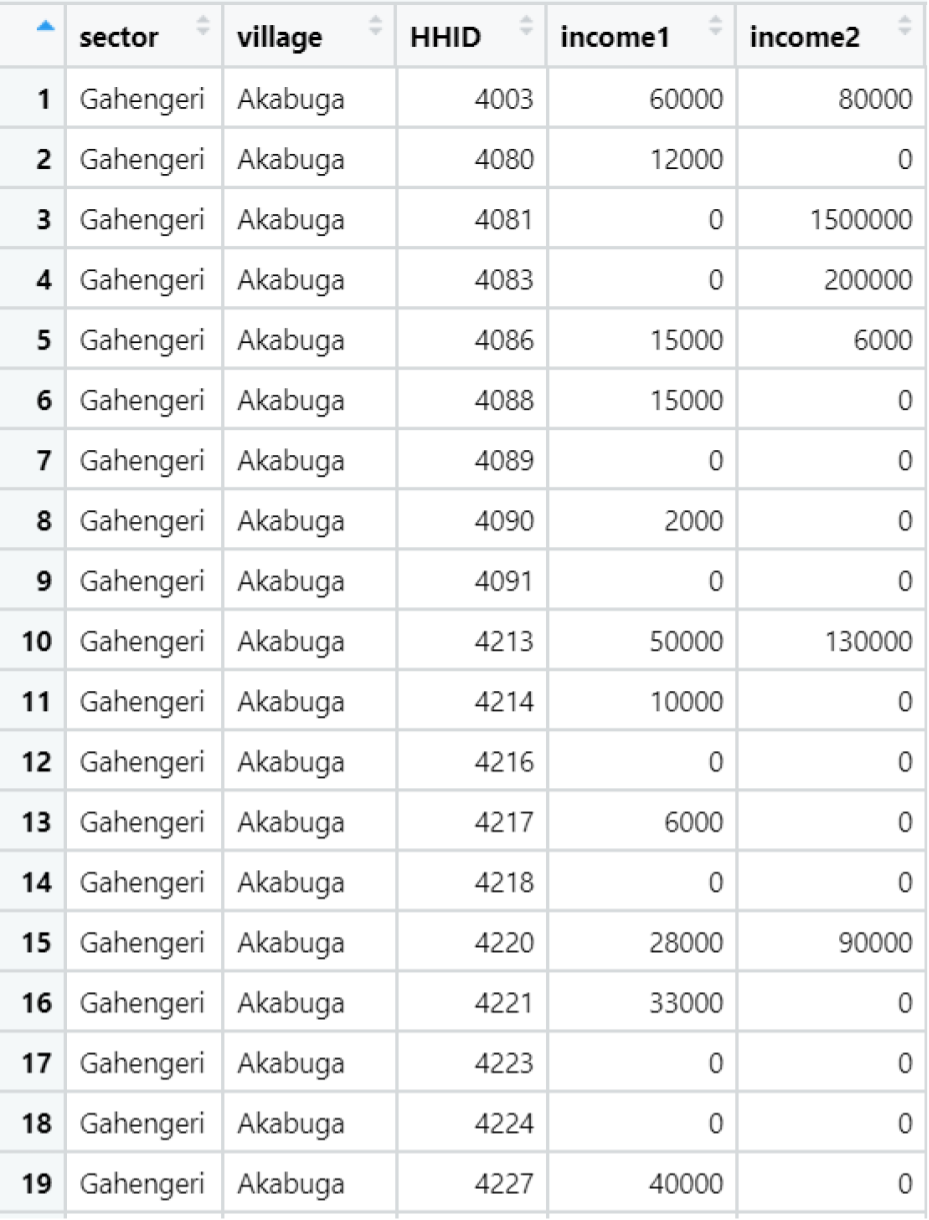 sector village HHID income1 income2
1 Gahengeri Akabuga 4003 60000 80000
2 Gahengeri Akabuga 4080 12000 0
3 Gahengeri Akabuga 4081 0 1500000
4 Gahengeri Akabuga 4083 0 200000
5 Gahengeri Akabuga 4086 15000 6000
6 Gahengeri Akabuga 4088 15000 0
7 Gahengeri Akabuga 4089 0 0
8 Gahengeri Akabuga 4090 2000 0
9 Gahengeri Akabuga 4091 0 0
10 Gahengeri Akabuga 4213 50000 130000
11 Gahengeri Akabuga 4214 10000 0
12 Gahengeri Akabuga 4216 0 0
13 Gahengeri Akabuga 4217 6000 0
14 Gahengeri Akabuga 4218 0 0
15 Gahengeri Akabuga 4220 28000 90000
16 Gahengeri Akabuga 4221 33000 0
17 Gahengeri Akabuga 4223 0 0
18 Gahengeri Akabuga 4224 0 0
19 Gahengeri Akabuga 4227 40000 0